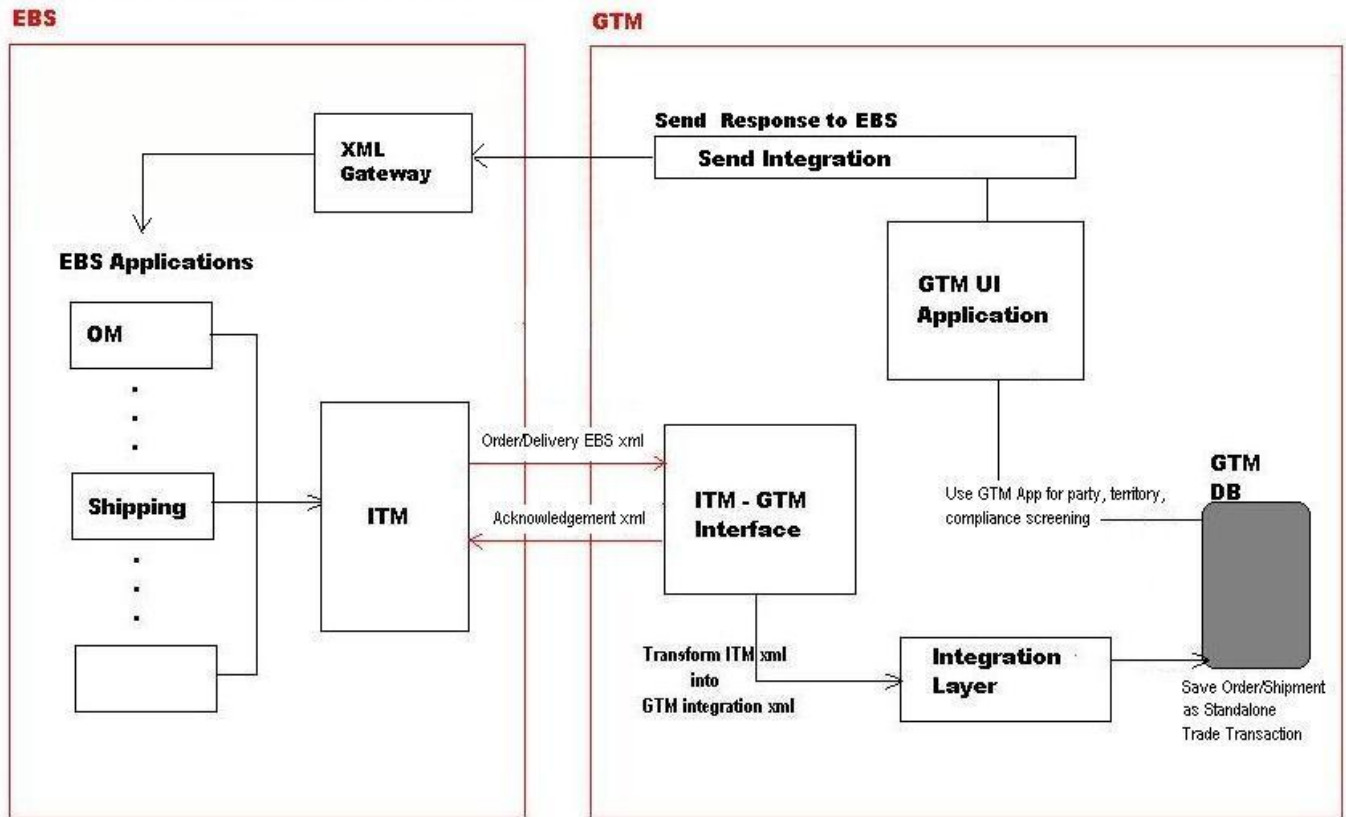 EBS
GTM
Send Response to EBS
Send Integration
XML
Gateway
EBS Applications
GTM UI
Application
OM
Order/Delivery EBS xml
Acknowledgement xml
Shipping
ITM
ITM - GTM
Interface
Use GTM App for party, territory,
compliance screening
GTM
DB
Transform ITM xml
into
GTM integration xml
Integration
Layer
Save Order/Shipment
as Standalone
Trade Transaction